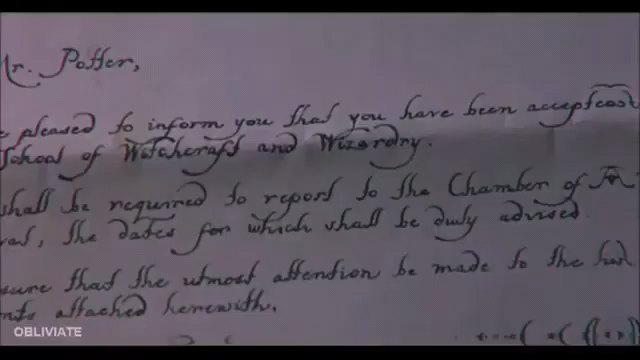 Mr. Potter,
pleased to inform you that you have been accepted
School of Witchcraft and Wizardry.
shall be required to report to the Chamber of
the dates for which shall be duly advised.
sure that the utmost attention be made to the
attached herewith.
OBLIVIATE